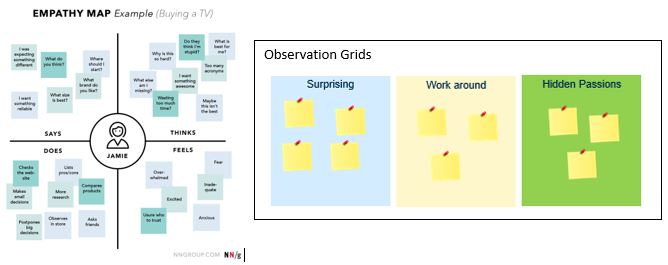 EMPATHY MAP Example (Buying a TV)
I was
expecting
something
different
What do
you think?
Where
should I
start?
What
brand do
you like?
I want
something
reliable
What size
is best?
Why is this
so hard?
Do they
think I'm
stupid?
What is
best for
me?
Too many
acronyms
What else
am I
missing?
I want
something
awesome
Wasting
too much
time?
Maybe
this isn't
the best
SAYS
THINKS
JAMIE
DOES
FEELS
Checks
the web-
site
Lists
pros/cons
Makes
small
decisions
More
research
Compares
products
Postpones
big
decisions
Observes
in store
Asks
friends
Over-
whelmed
Fear
Excited
Inade-
quate
Usure who
to trust
Anxious
NNGROUP.COM NN/g
Observation Grids
Surprising
Work around
Hidden Passions